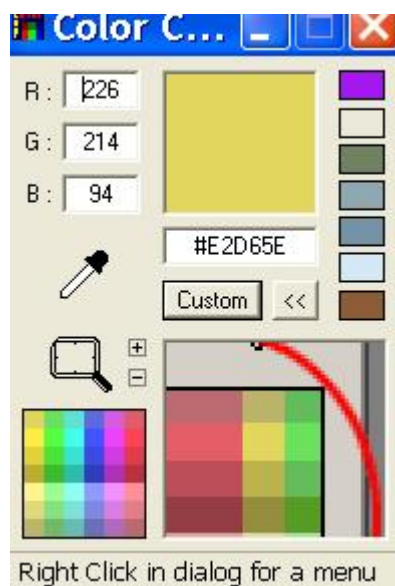 Color C...
R : 226
G : 214
B : 94
#E2D65E
Custom <<
Right Click in dialog for a menu